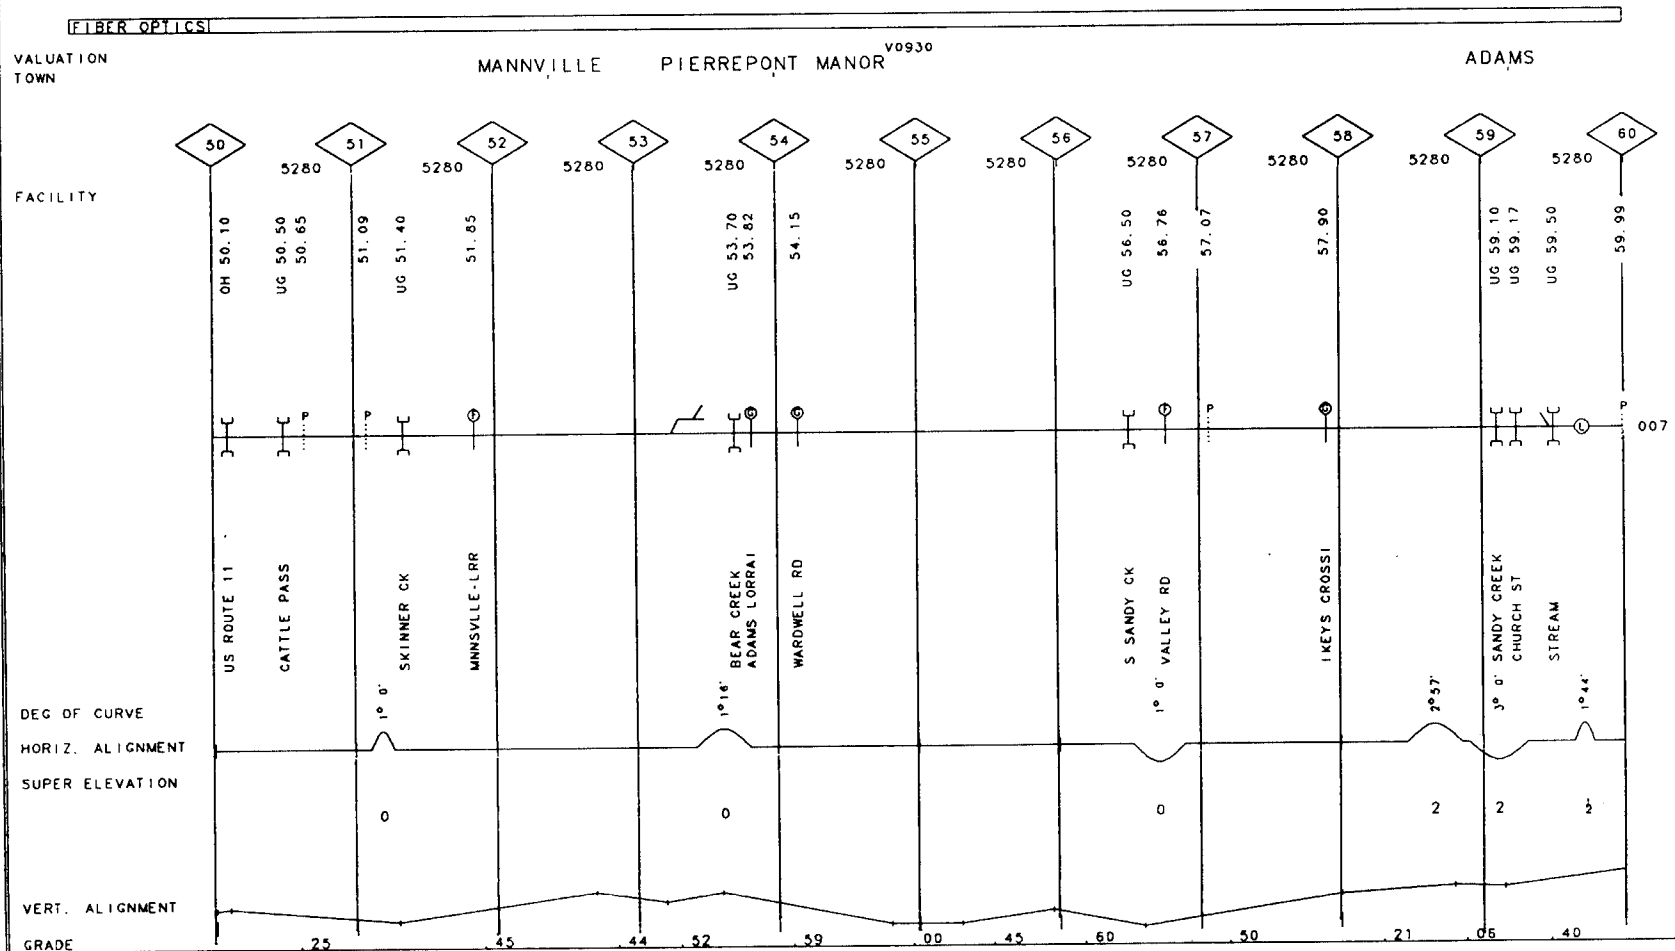 FIBER OPTICS
VALUATION V0930
TOWN MANNVILLE PIERREPONT MANOR ADAMS
50 51 52 53 54 55 56 57 58 59 60
5280 5280 5280 5280 5280 5280 5280 5280 5280 5280
FACILITY
OH 50.10
UG 50.50
50.65
51.09
UG 51.40
51.85
UG 53.70
53.82
54.15
UG 56.50
56.76
57.07
57.90
UG 59.10
UG 59.17
UG 59.50
59.99
P P F G G F P G L P 007
US ROUTE 11
CATTLE PASS
SKINNER CK
MNNSVLLE-LRR
BEAR CREEK
ADAMS LORRAI
WARDWELL RD
S SANDY CK
VALLEY RD
IKEYS CROSSI
SANDY CREEK
CHURCH ST
STREAM
DEG OF CURVE 1° 0' 1°16' 1° 0' 2°57' 3° 0' 1°44'
HORIZ. ALIGNMENT
SUPER ELEVATION
0 0 0 2 2 ½
VERT. ALIGNMENT
GRADE .25 .45 .44 .52 .59 .00 .45 .60 .50 .21 .06 .40